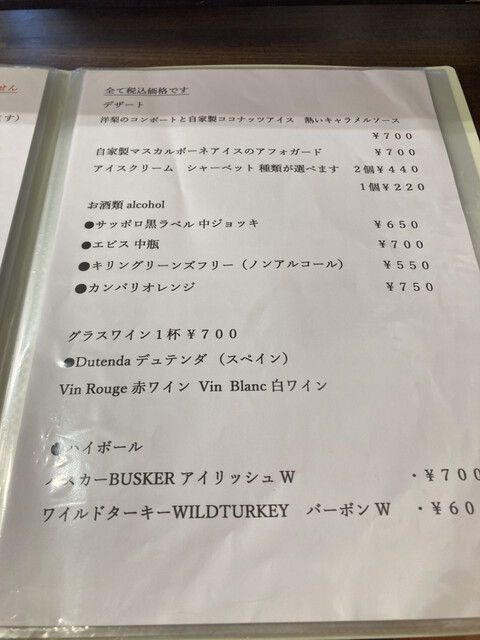 せん
ます）
全て税込価格です
デザート
洋梨のコンポートと自家製ココナッツアイス　熱いキャラメルソース
￥７００
自家製マスカルポーネアイスのアフォガード　￥７００
アイスクリーム　シャーベット 種類が選べます　２個￥４４０
１個￥２２０
お酒類 alcohol
●サッポロ黒ラベル 中ジョッキ　￥６５０
●エビス 中瓶　￥７００
●キリングリーンズフリー（ノンアルコール）　￥５５０
●カンパリオレンジ　￥７５０
グラスワイン１杯 ￥７００
●Dutenda デュテンダ （スペイン）
Vin Rouge 赤ワイン Vin Blanc 白ワイン
●ハイボール
バスカーBUSKER アイリッシュ W　・￥７００
ワイルドターキーWILDTURKEY　バーボン W　・￥６０